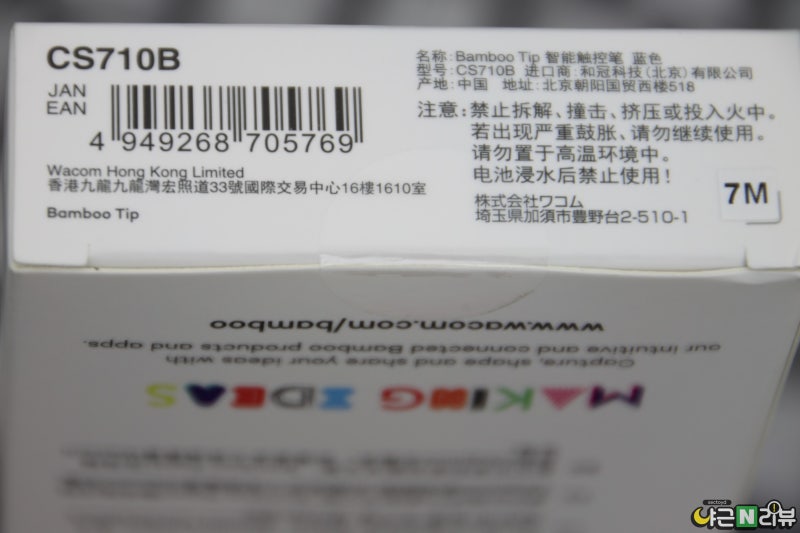 CS710B
JAN
EAN
4 949268 705769
Wacom Hong Kong Limited
香港九龍九龍灣宏照道33號國際交易中心16樓1610室
Bamboo Tip
名称: Bamboo Tip 智能触控笔 蓝色
型号: CS710B 进口商: 和冠科技(北京)有限公司
产地: 中国 地址: 北京朝阳国贸西楼518
注意: 禁止拆解、撞击、挤压或投入火中。
若出现严重鼓胀、请勿继续使用。
请勿置于高温环境中。
电池浸水后禁止使用!
株式会社ワコム
埼玉県加須市豊野台2-510-1
7M
MAKING IDEAS
Capture, shape and share your ideas with
our intuitive and connected Bamboo products and apps.
www.wacom.com/bamboo
sectoyd
야근N리뷰